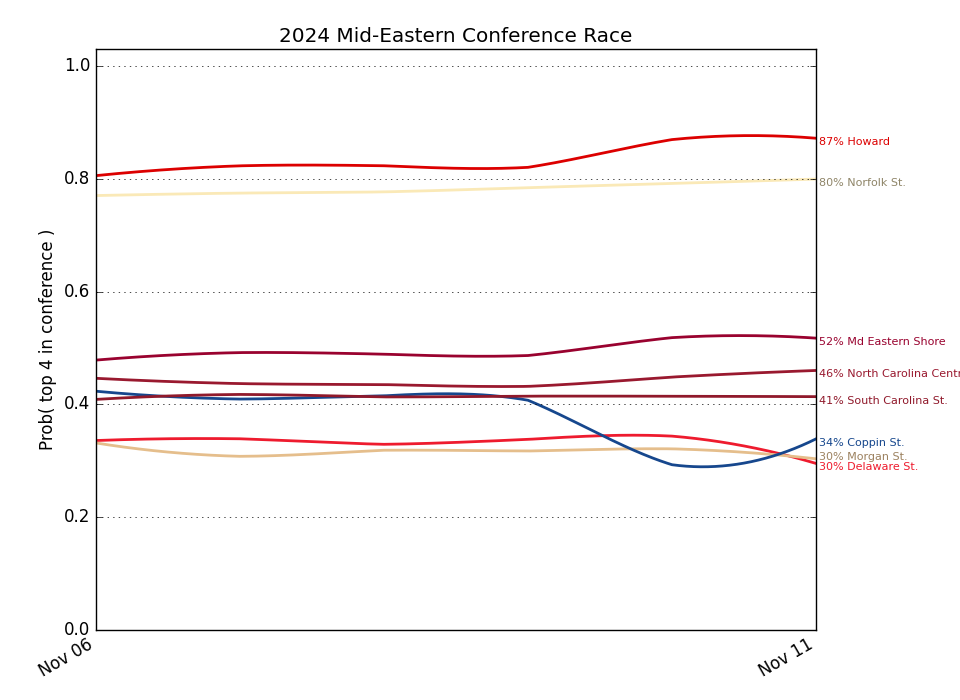 2024 Mid-Eastern Conference Race
Prob( top 4 in conference )
1.0
0.8
0.6
0.4
0.2
0.0
Nov 06
Nov 11
87% Howard
80% Norfolk St.
52% Md Eastern Shore
46% North Carolina Centr
41% South Carolina St.
34% Coppin St.
30% Morgan St.
30% Delaware St.